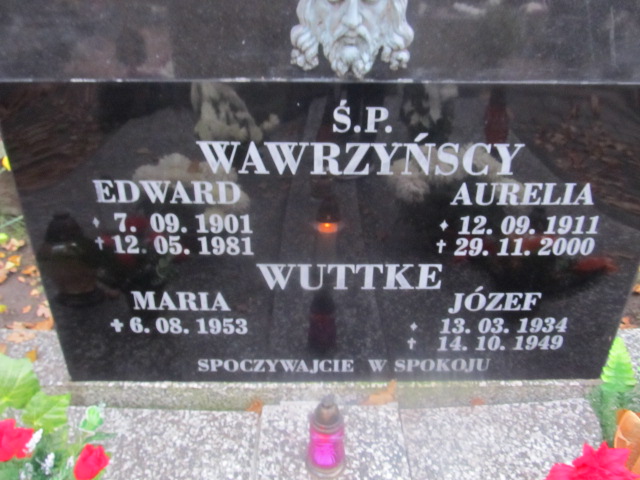 Ś.P.
WAWRZYŃSCY
EDWARD AURELIA
⬧ 7. 09. 1901 ⬧ 12. 09. 1911
† 12. 05. 1981 † 29. 11. 2000
WUTTKE
MARIA JÓZEF
† 6. 08. 1953 ⬧ 13. 03. 1934
† 14. 10. 1949
SPOCZYWAJCIE W SPOKOJU